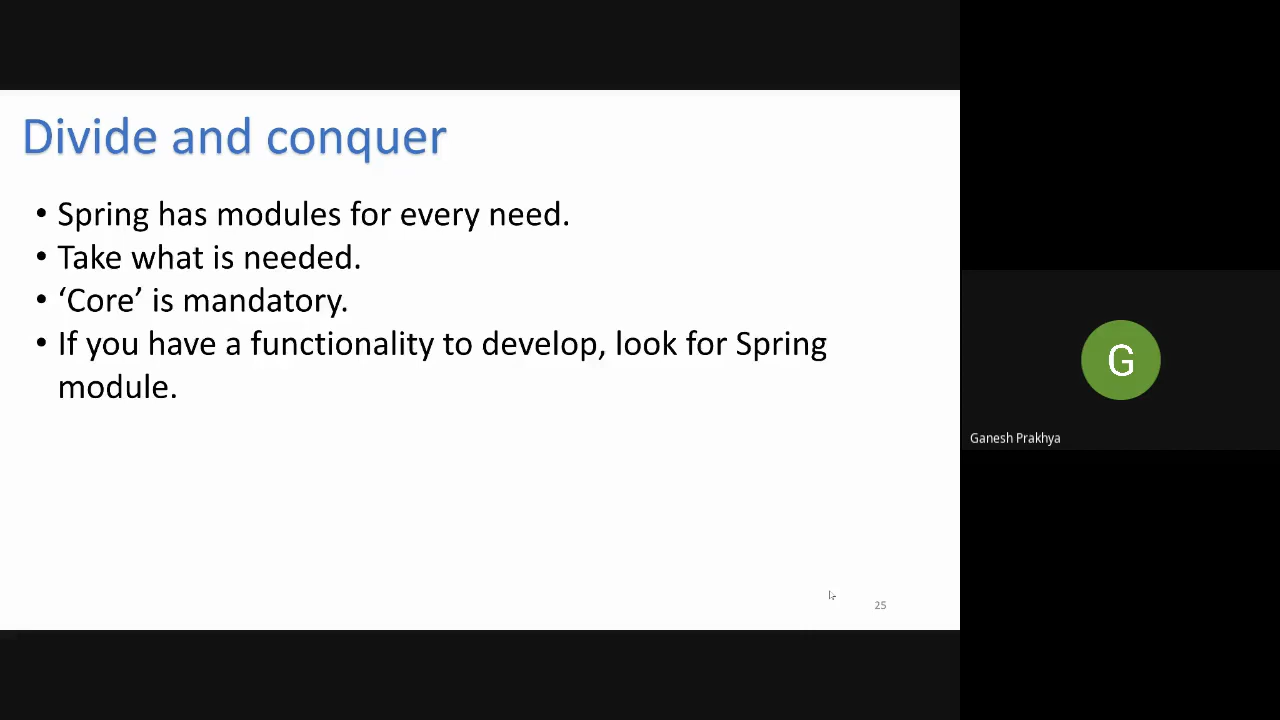 Divide and conquer
• Spring has modules for every need.
• Take what is needed.
• ‘Core’ is mandatory.
• If you have a functionality to develop, look for Spring
module.
25
G
Ganesh Prakhya